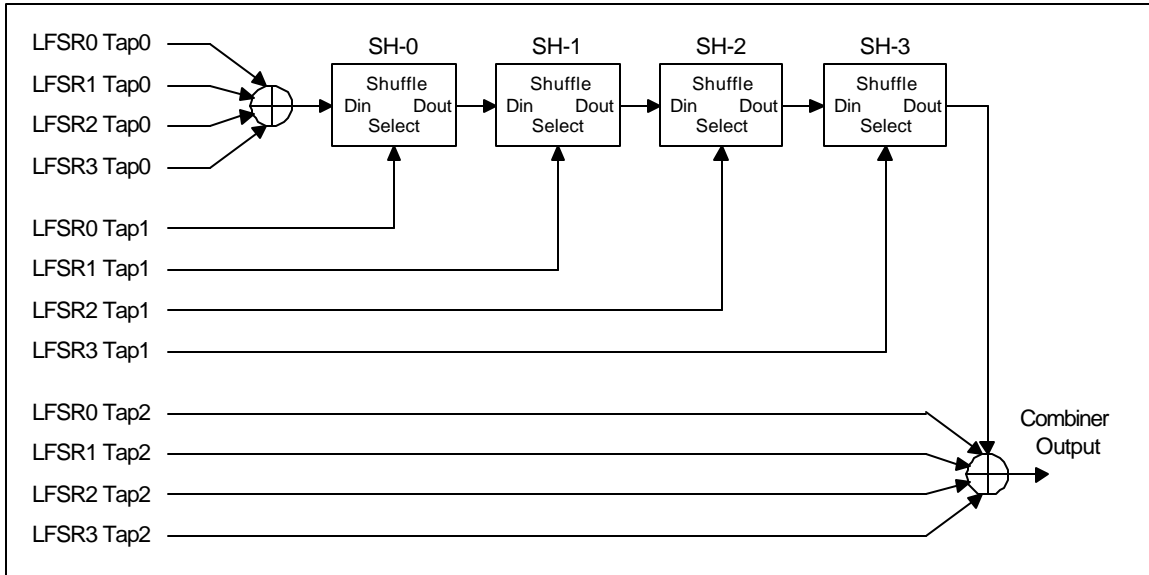 LFSR0 Tap0
LFSR1 Tap0
LFSR2 Tap0
LFSR3 Tap0
SH-0
SH-1
SH-2
SH-3
Shuffle
Din Dout
Select
Shuffle
Din Dout
Select
Shuffle
Din Dout
Select
Shuffle
Din Dout
Select
LFSR0 Tap1
LFSR1 Tap1
LFSR2 Tap1
LFSR3 Tap1
LFSR0 Tap2
LFSR1 Tap2
LFSR2 Tap2
LFSR3 Tap2
Combiner
Output